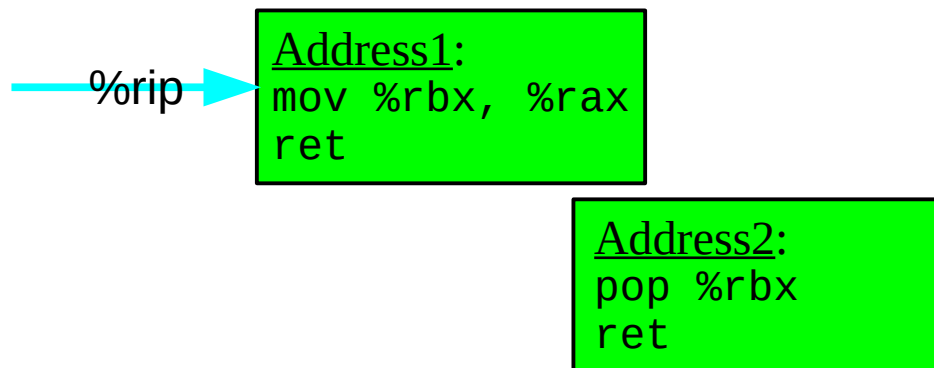 %rip
Address1:
mov %rbx, %rax
ret
Address2:
pop %rbx
ret